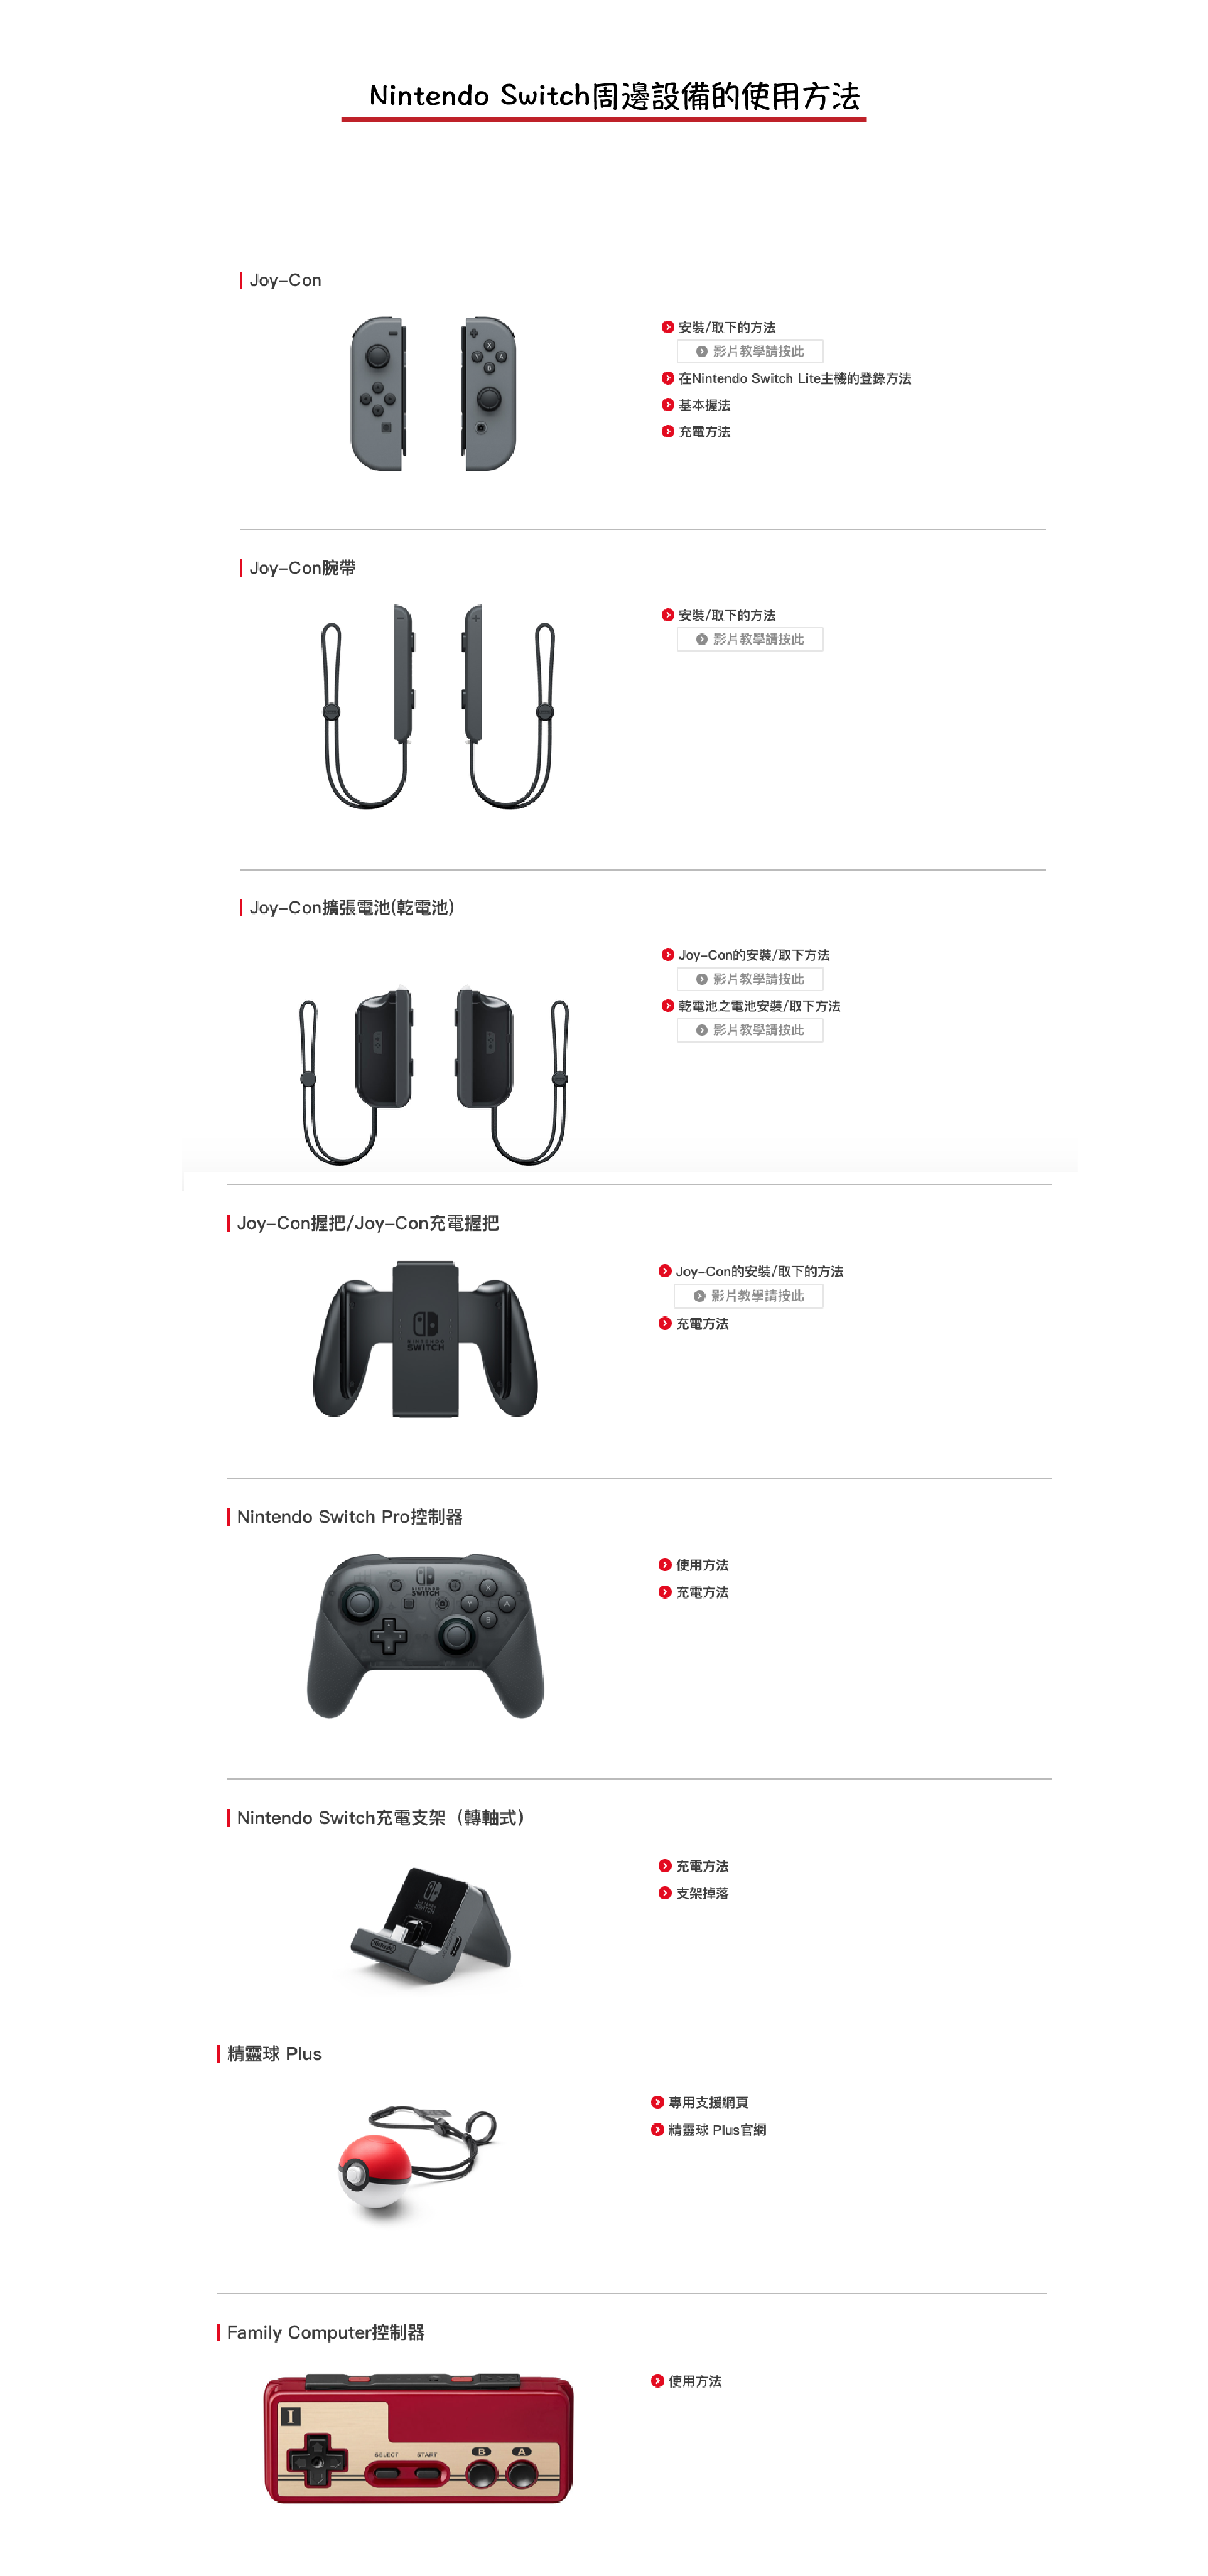 Nintendo Switch周邊設備的使用方法
Joy-Con
安裝/取下的方法
影片教學請按此
在Nintendo Switch Lite主機的登錄方法
基本握法
充電方法
X
Y
A
B
Joy-Con腕帶
安裝/取下的方法
影片教學請按此
Joy-Con擴張電池(乾電池)
Joy-Con的安裝/取下方法
影片教學請按此
乾電池之電池安裝/取下方法
影片教學請按此
Joy-Con握把/Joy-Con充電握把
Joy-Con的安裝/取下的方法
影片教學請按此
充電方法
NINTENDO
SWITCH
Nintendo Switch Pro控制器
使用方法
充電方法
NINTENDO
SWITCH
X
Y
A
B
Nintendo Switch充電支架（轉軸式）
充電方法
支架掉落
NINTENDO
SWITCH
Nintendo
精靈球 Plus
專用支援網頁
精靈球 Plus官網
Family Computer控制器
使用方法
I
SELECT
START
B
A